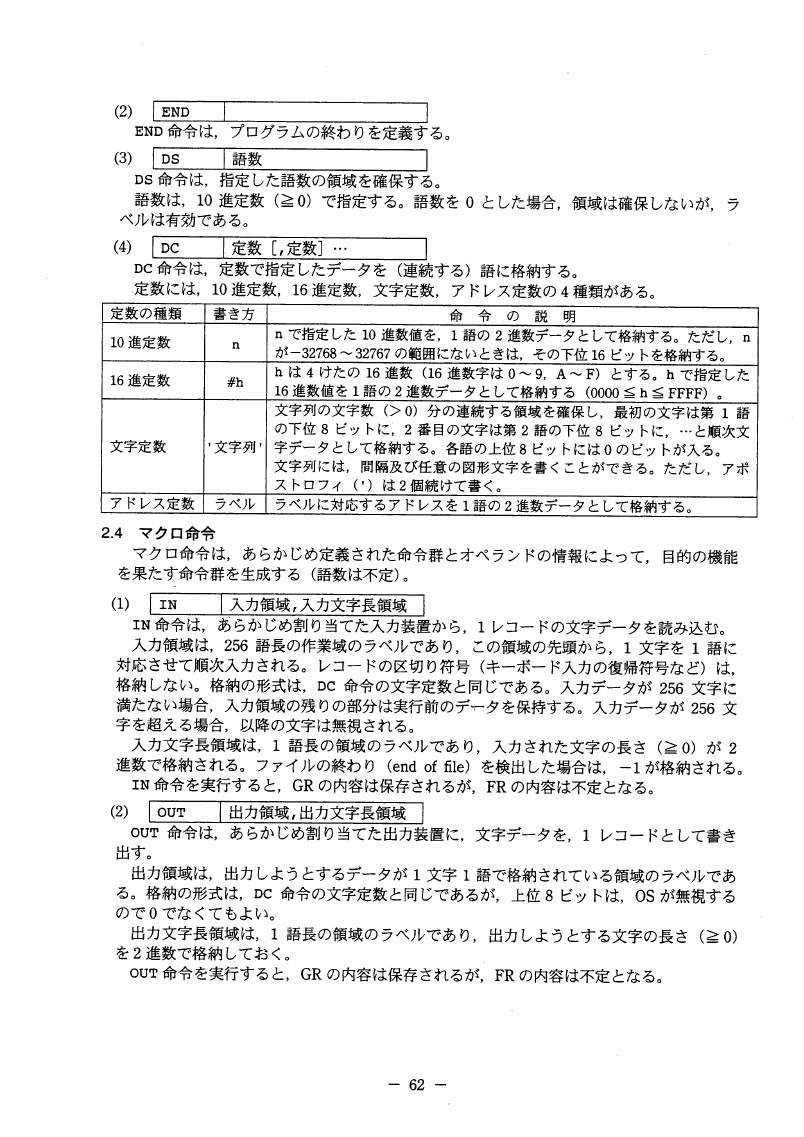 (2) END
END 命令は，プログラムの終わりを定義する。
(3) DS 語数
DS 命令は，指定した語数の領域を確保する。
語数は，10 進定数（≧0）で指定する。語数を 0 とした場合，領域は確保しないが，ラ
ベルは有効である。
(4) DC 定数［,定数］…
DC 命令は，定数で指定したデータを（連続する）語に格納する。
定数には，10 進定数，16 進定数，文字定数，アドレス定数の 4 種類がある。
定数の種類 書き方 命 令 の 説 明
10 進定数 n n で指定した 10 進数値を，1 語の 2 進数データとして格納する。ただし，n
が−32768～32767 の範囲にないときは，その下位 16 ビットを格納する。
16 進定数 #h h は 4 けたの 16 進数（16 進数字は 0～9，A～F）とする。h で指定した
16 進数値を 1 語の 2 進数データとして格納する（0000≦h≦FFFF）。
文字列の文字数（＞0）分の連続する領域を確保し，最初の文字は第 1 語
の下位 8 ビットに，2 番目の文字は第 2 語の下位 8 ビットに，…と順次文
文字定数 '文字列' 字データとして格納する。各語の上位 8 ビットには 0 のビットが入る。
文字列には，間隔及び任意の図形文字を書くことができる。ただし，アポ
ストロフィ（'）は 2 個続けて書く。
アドレス定数 ラベル ラベルに対応するアドレスを 1 語の 2 進数データとして格納する。
2.4 マクロ命令
マクロ命令は，あらかじめ定義された命令群とオペランドの情報によって，目的の機能
を果たす命令群を生成する（語数は不定）。
(1) IN 入力領域,入力文字長領域
IN 命令は，あらかじめ割り当てた入力装置から，1 レコードの文字データを読み込む。
入力領域は，256 語長の作業域のラベルであり，この領域の先頭から，1 文字を 1 語に
対応させて順次入力される。レコードの区切り符号（キーボード入力の復帰符号など）は，
格納しない。格納の形式は，DC 命令の文字定数と同じである。入力データが 256 文字に
満たない場合，入力領域の残りの部分は実行前のデータを保持する。入力データが 256 文
字を超える場合，以降の文字は無視される。
入力文字長領域は，1 語長の領域のラベルであり，入力された文字の長さ（≧0）が 2
進数で格納される。ファイルの終わり（end of file）を検出した場合は，−1 が格納される。
IN 命令を実行すると，GR の内容は保存されるが，FR の内容は不定となる。
(2) OUT 出力領域,出力文字長領域
OUT 命令は，あらかじめ割り当てた出力装置に，文字データを，1 レコードとして書き
出す。
出力領域は，出力しようとするデータが 1 文字 1 語で格納されている領域のラベルであ
る。格納の形式は，DC 命令の文字定数と同じであるが，上位 8 ビットは，OS が無視する
ので 0 でなくてもよい。
出力文字長領域は，1 語長の領域のラベルであり，出力しようとする文字の長さ（≧0）
を 2 進数で格納しておく。
OUT 命令を実行すると，GR の内容は保存されるが，FR の内容は不定となる。
− 62 −